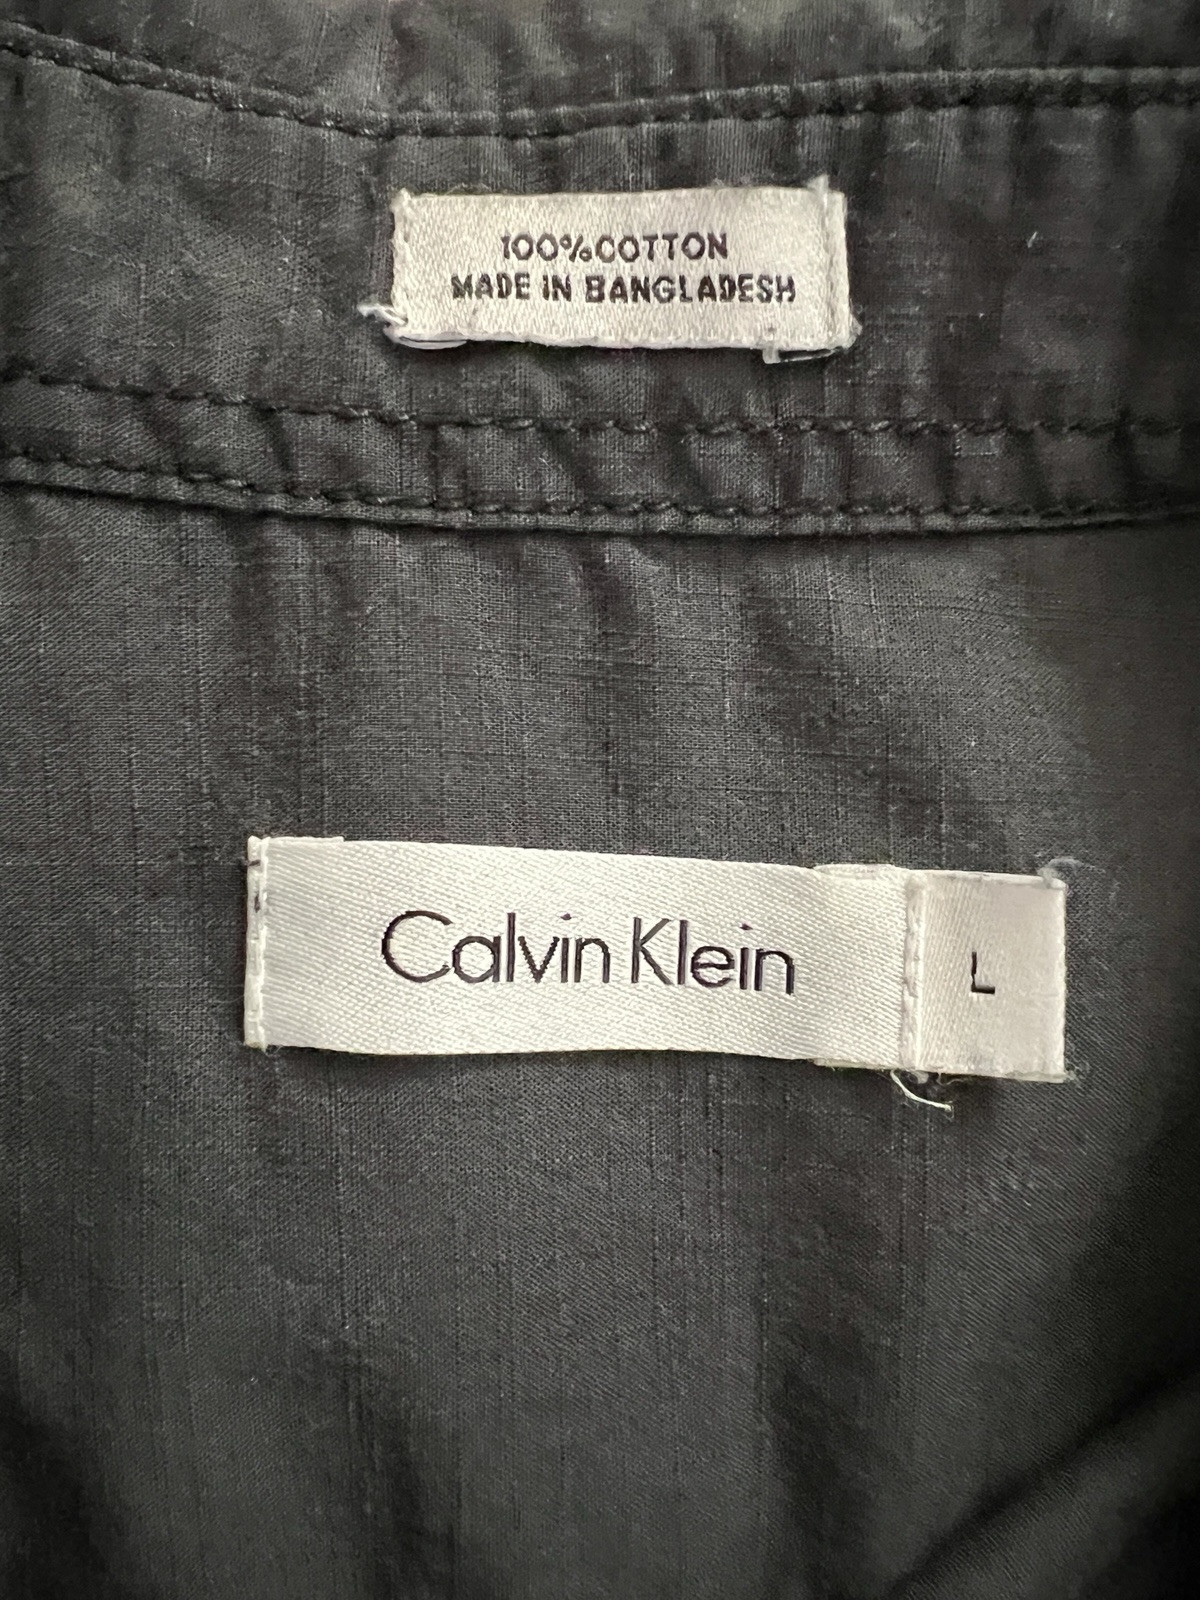 100%COTTON
MADE IN BANGLADESH
Calvin Klein
L